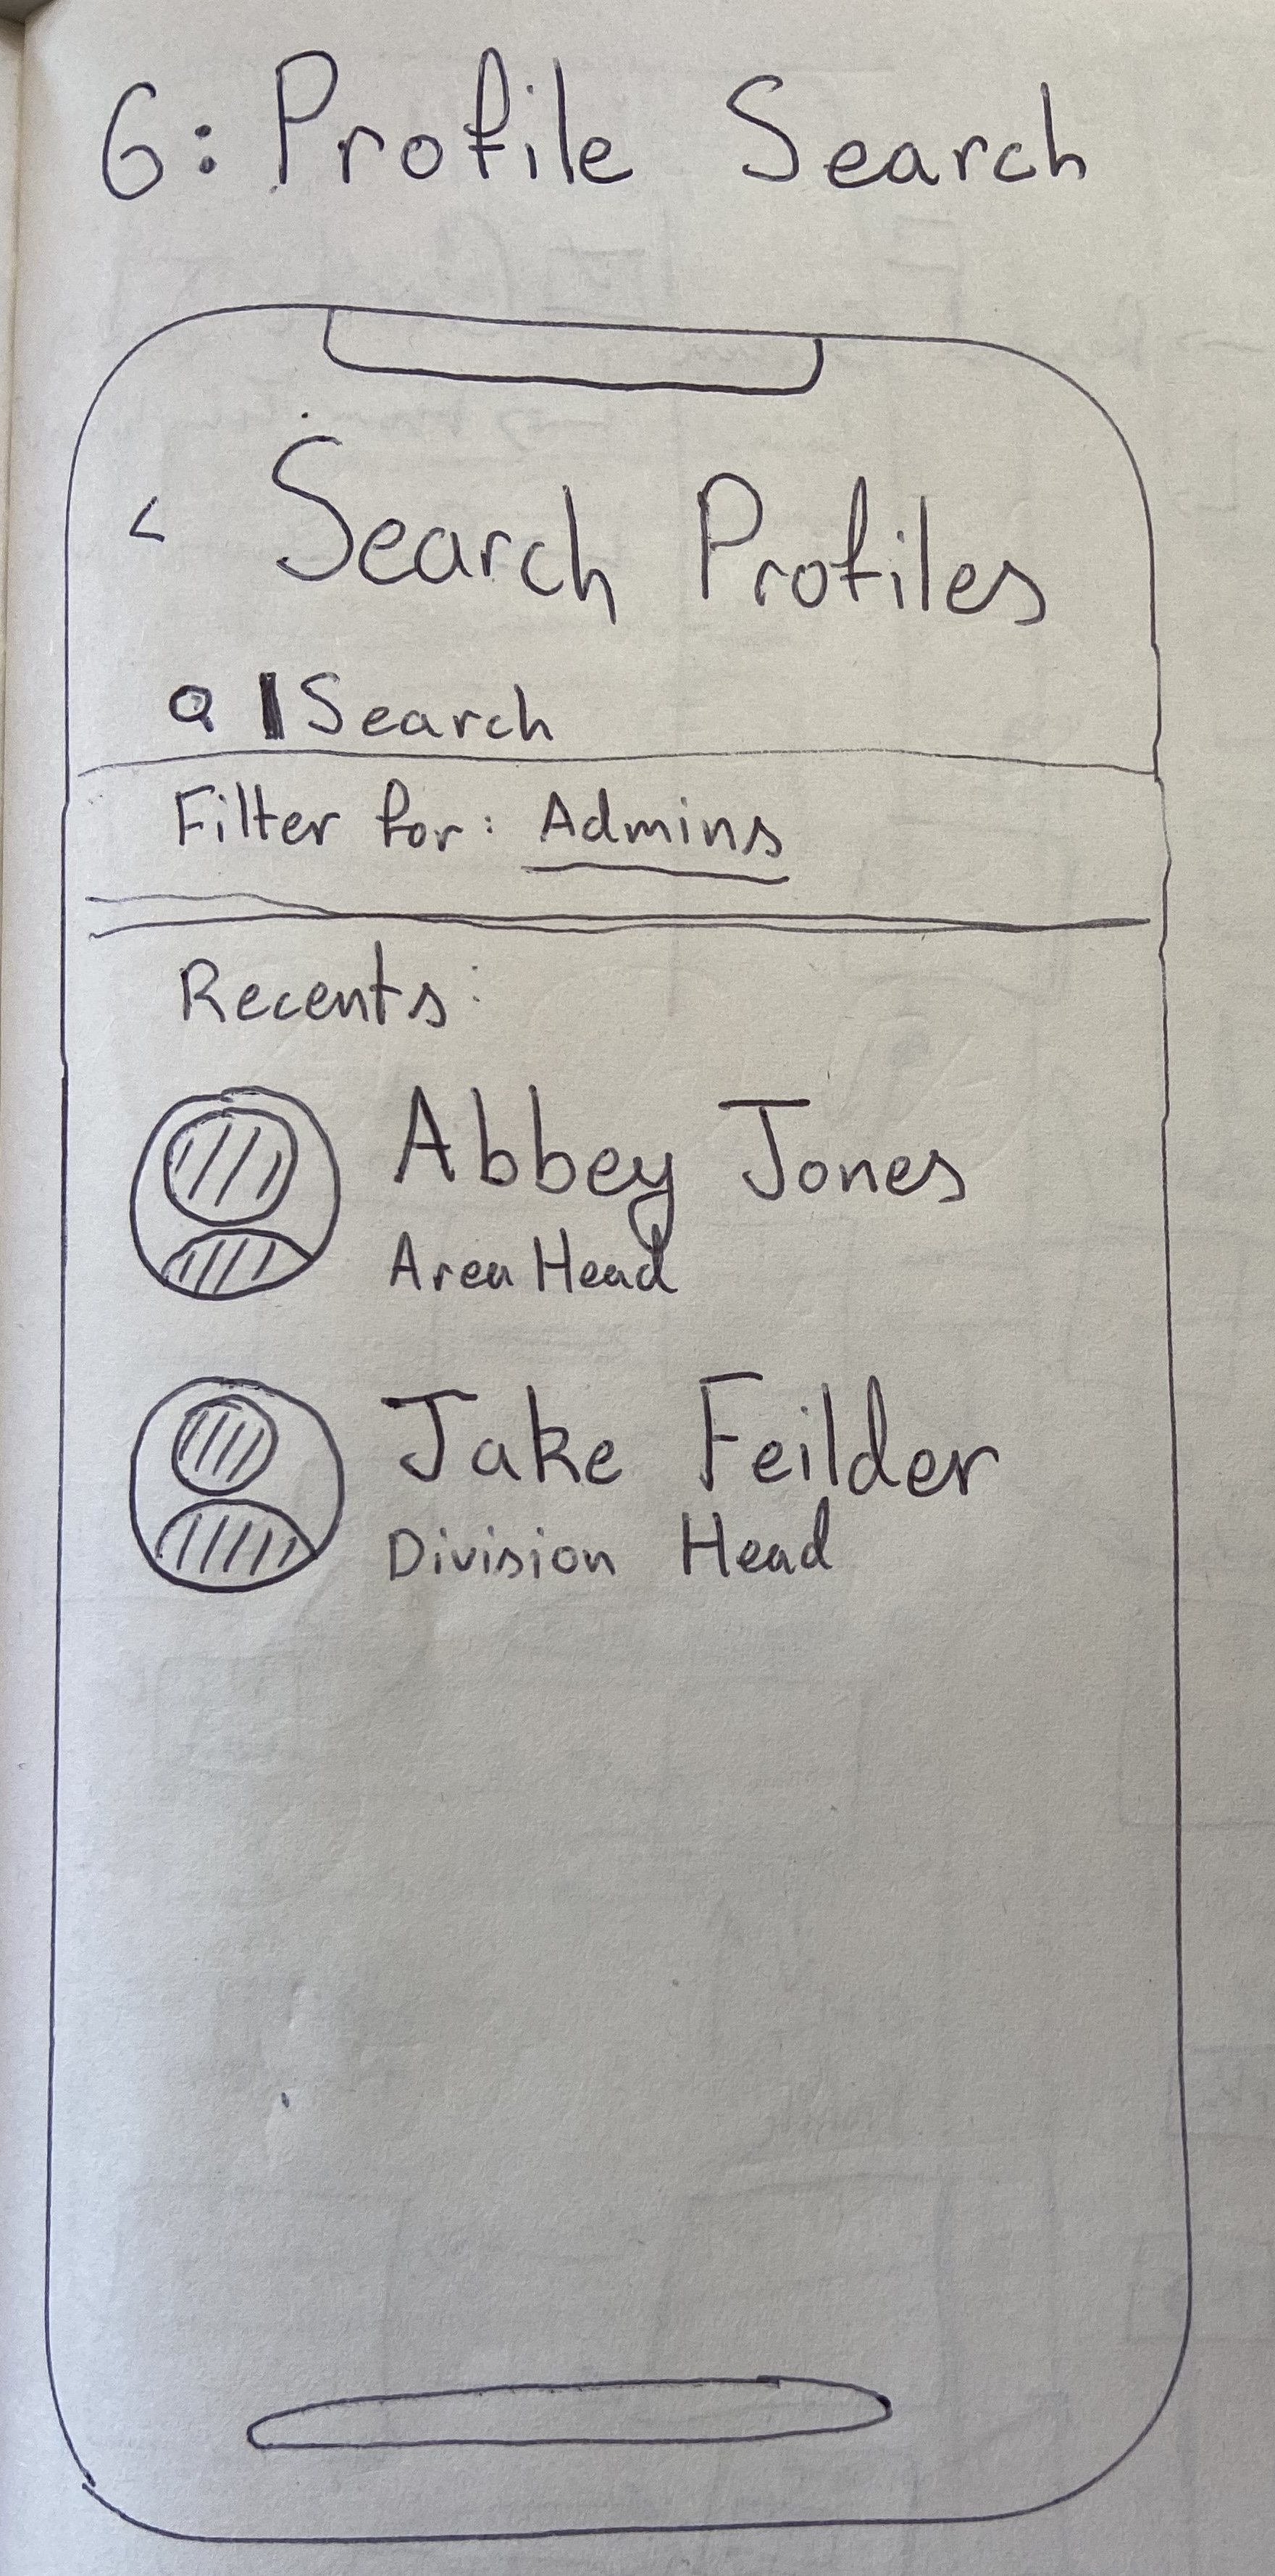 6: Profile Search
< Search Profiles
Search
Filter for: Admins
Recents:
Abbey Jones
Area Head
Jake Feilder
Division Head